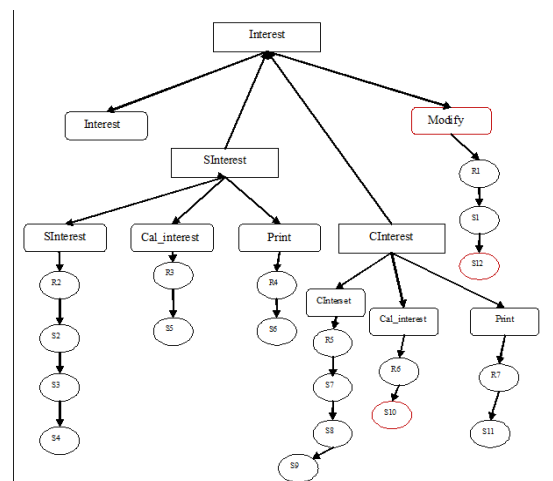 Interest
Interest
Modify
SInterest
R1
S1
S12
SInterest
Cal_interest
Print
CInterest
R2
R3
R4
S2
S5
S6
S3
S4
CInterset
Cal_interest
Print
R5
R6
R7
S7
S10
S8
S11
S9